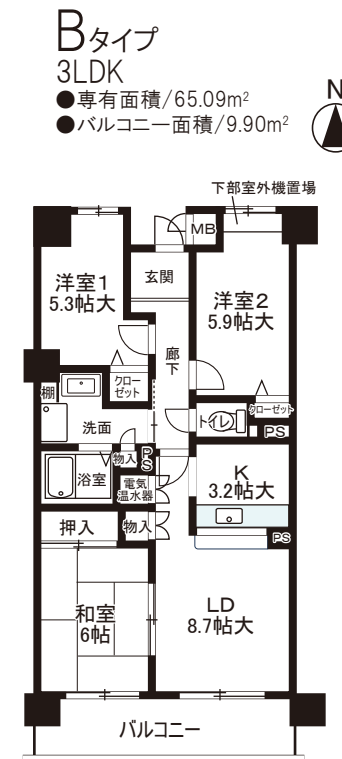 Bタイプ
3LDK
●専有面積/65.09m²
●バルコニー面積/9.90m²
N
下部室外機置場
MB
玄関
洋室1
5.3帖大
洋室2
5.9帖大
廊下
クローゼット
棚
洗面
トイレ
クローゼット
PS
物入
PS
浴室
電気
温水器
K
3.2帖大
押入
物入
PS
和室
6帖
LD
8.7帖大
バルコニー